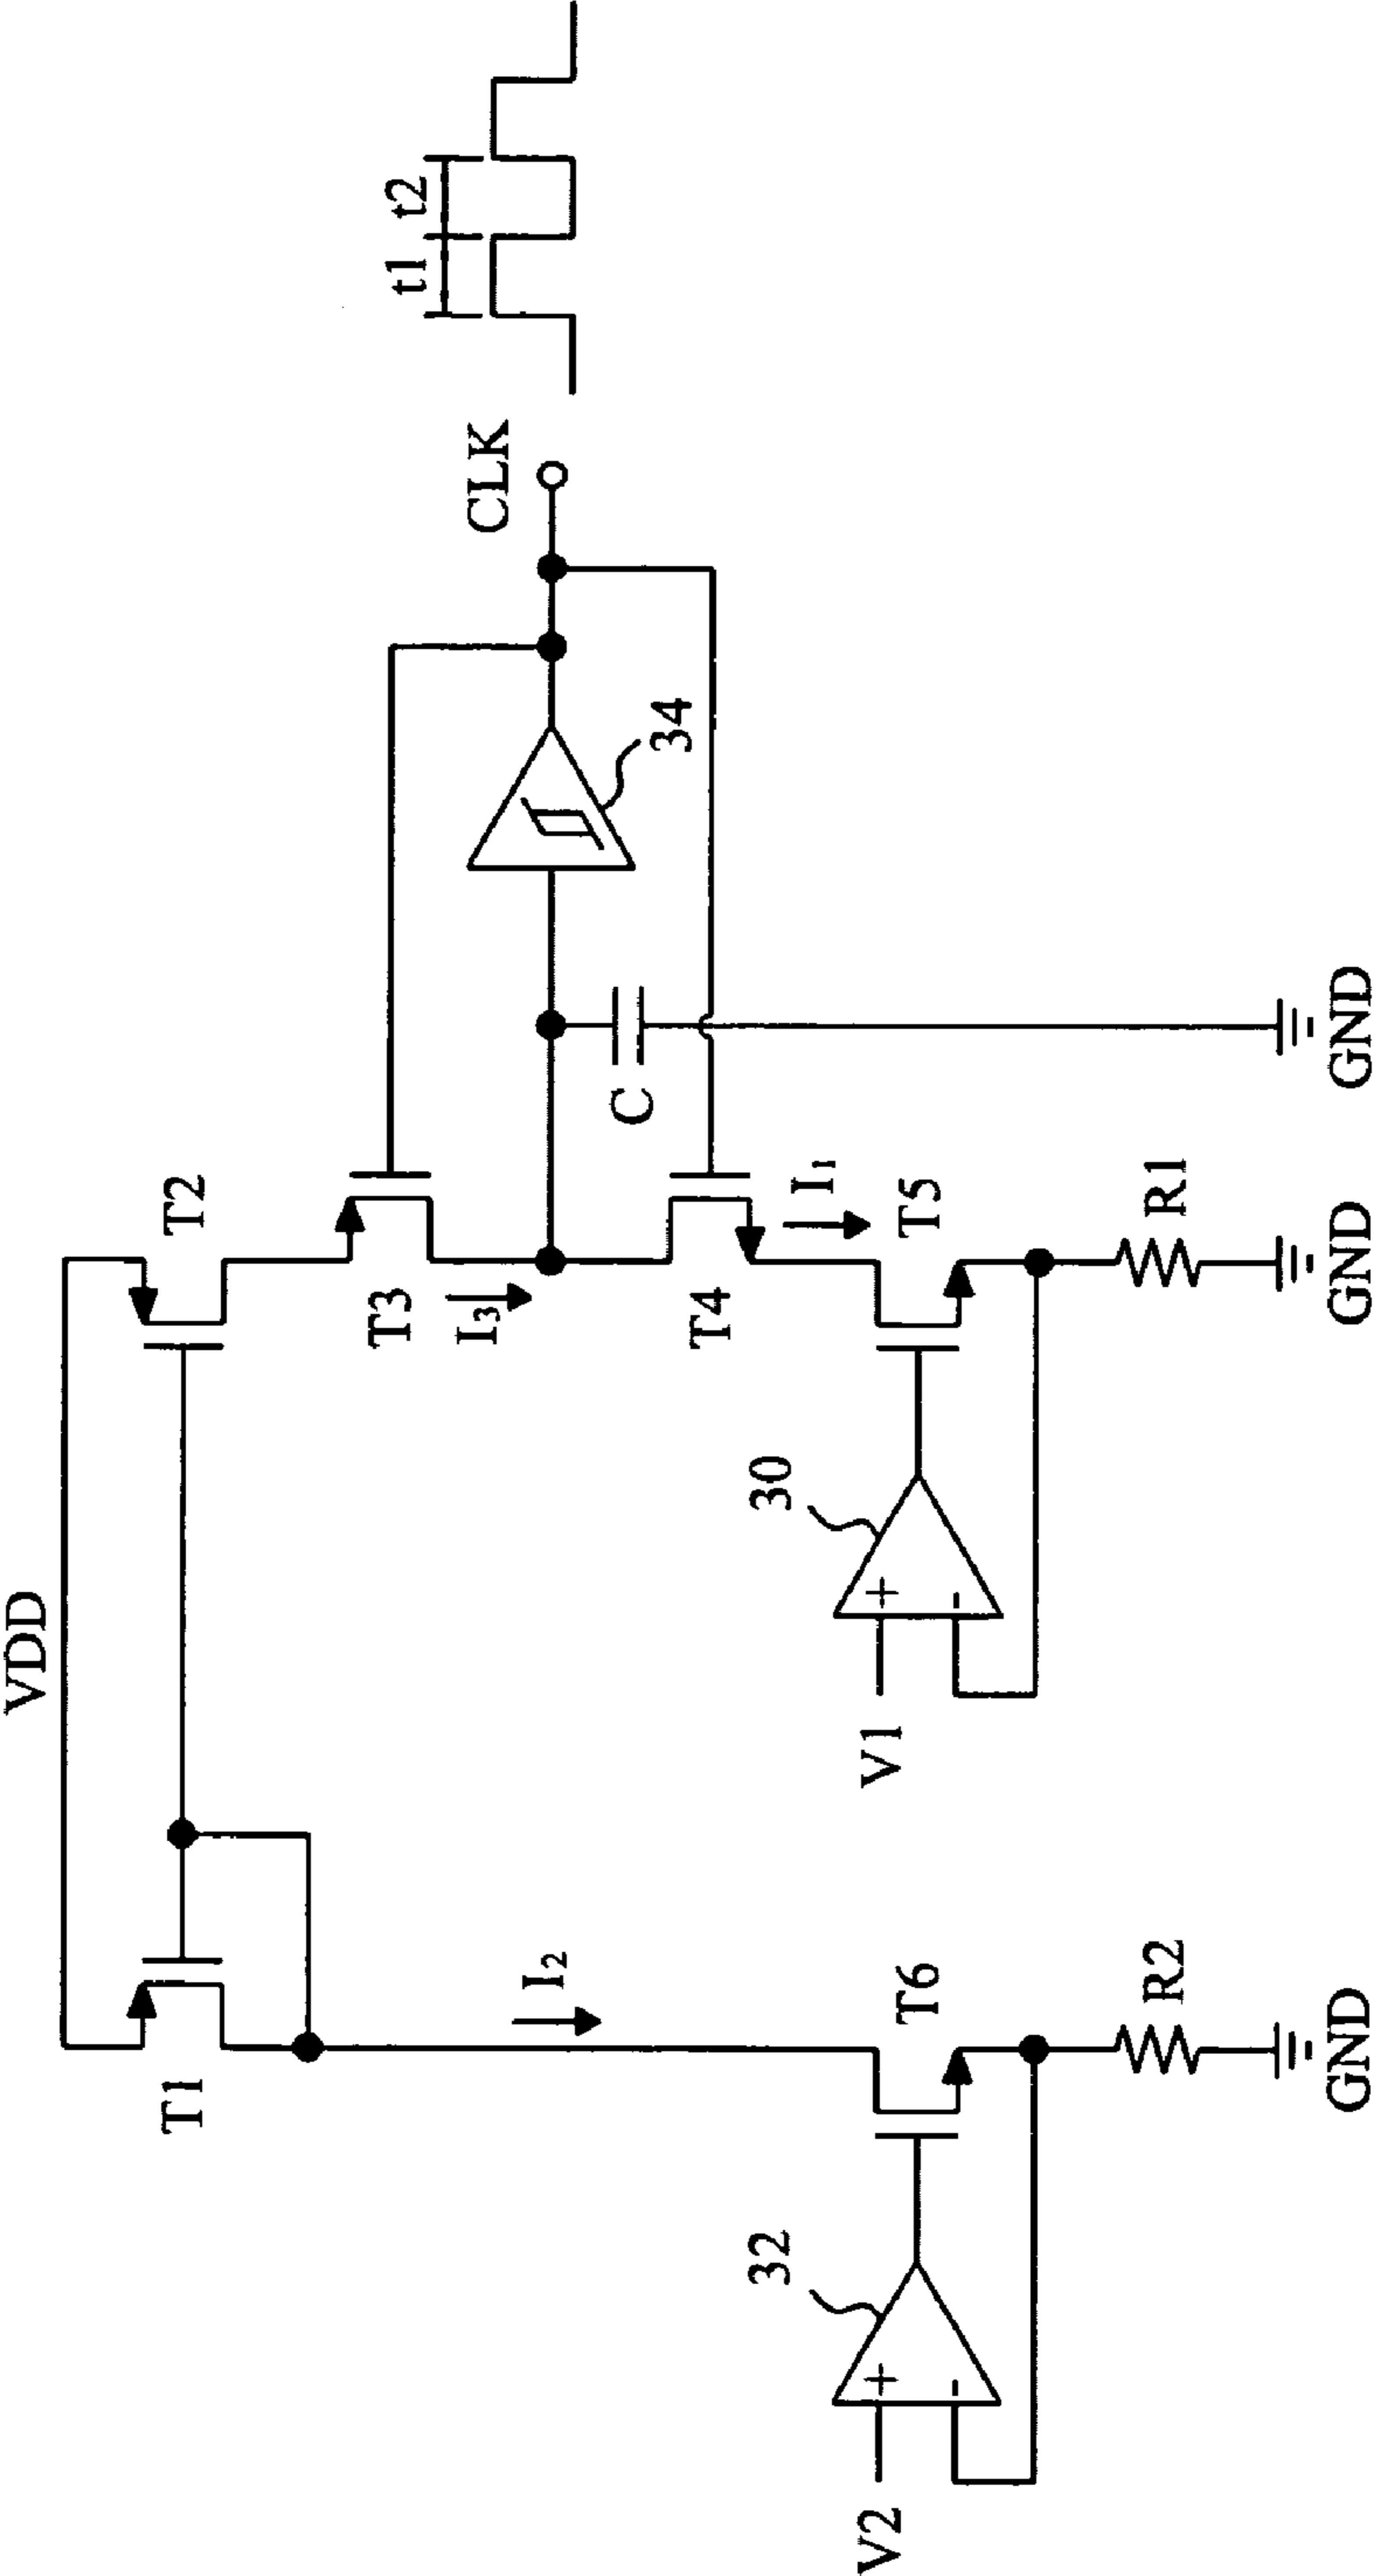 VDD
T1
T2
T3
I3
CLK
t1
t2
34
C
I2
T4
I1
32
V2
T6
30
V1
T5
R2
R1
GND
GND
GND